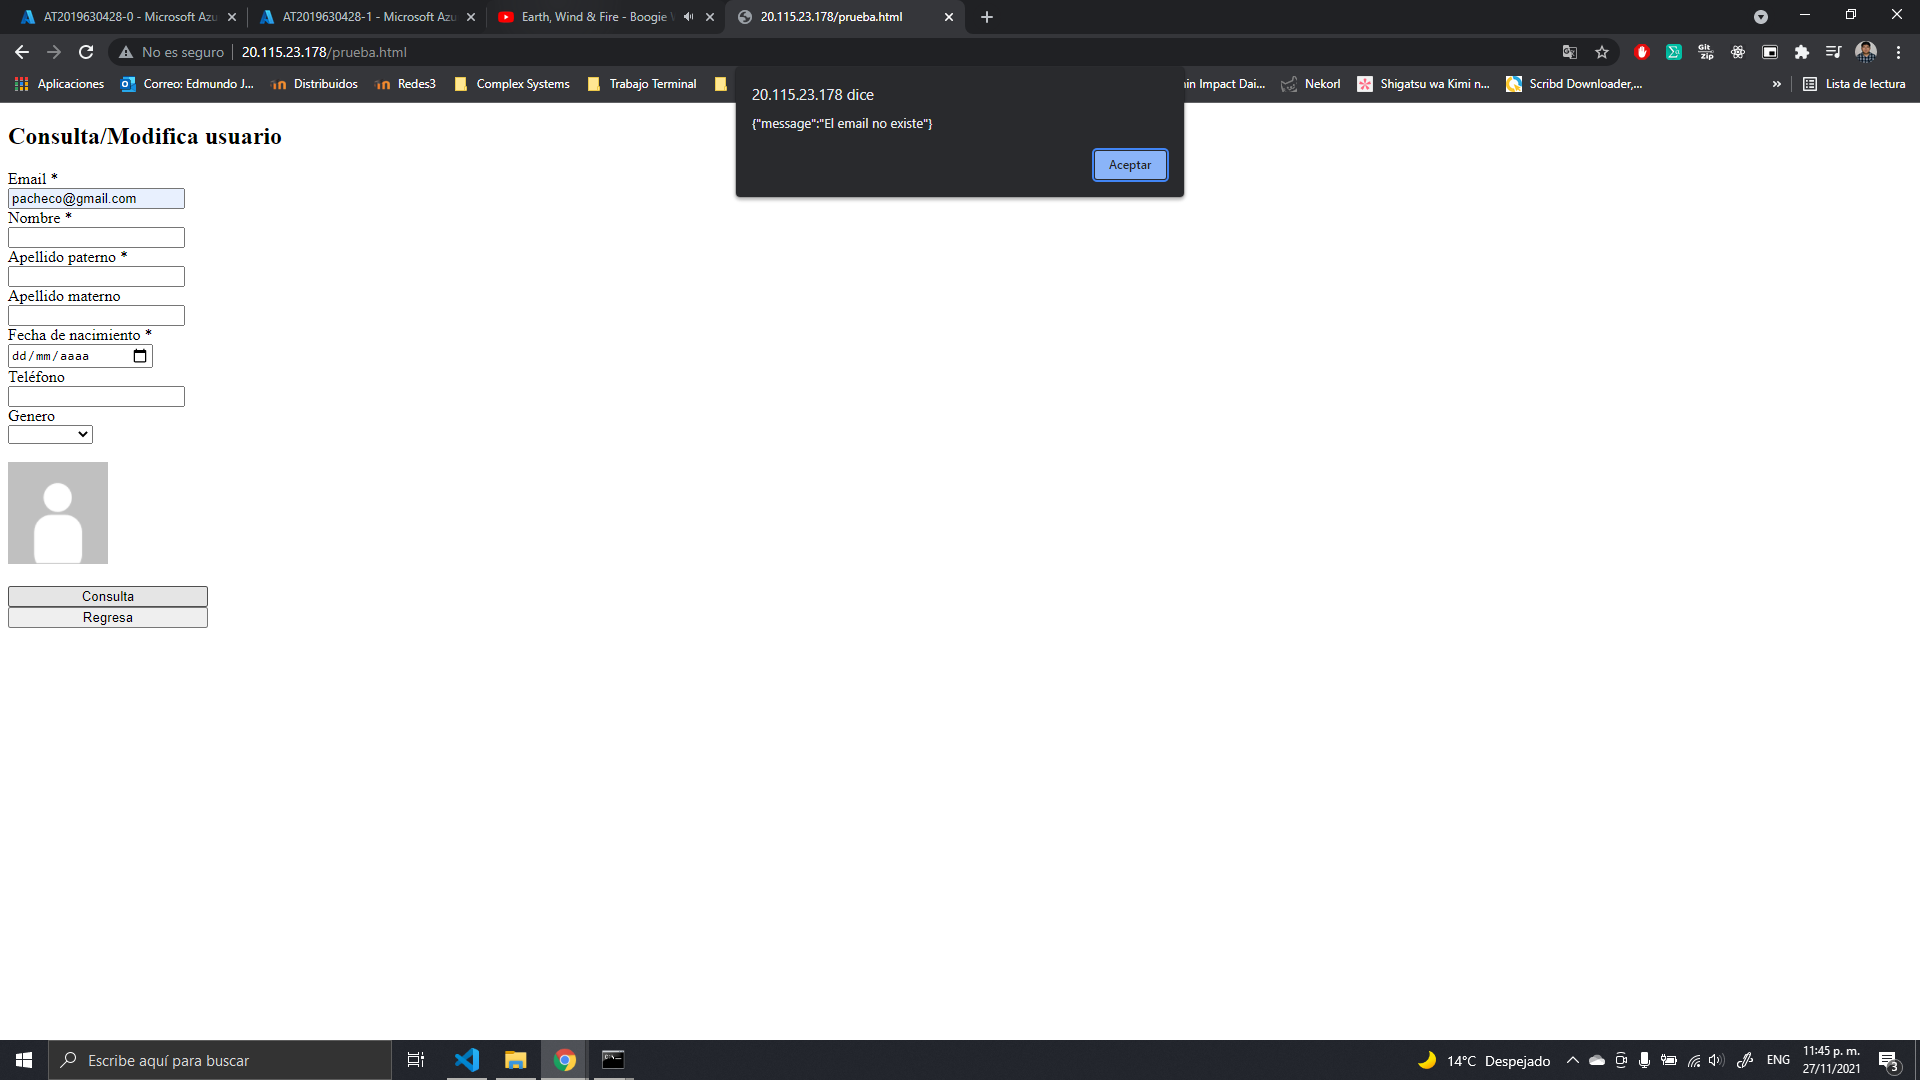 AT2019630428-0 - Microsoft Azu
AT2019630428-1 - Microsoft Azu
Earth, Wind & Fire - Boogie
20.115.23.178/prueba.html
No es seguro
20.115.23.178/prueba.html
Git
zip
Aplicaciones
Correo: Edmundo J...
Distribuidos
Redes3
Complex Systems
Trabajo Terminal
in Impact Dai...
Nekorl
Shigatsu wa Kimi n...
Scribd Downloader,...
»
Lista de lectura
20.115.23.178 dice
{"message":"El email no existe"}
Aceptar
Consulta/Modifica usuario
Email *
pacheco@gmail.com
Nombre *
Apellido paterno *
Apellido materno
Fecha de nacimiento *
dd/mm/aaaa
Teléfono
Genero
Consulta
Regresa
Escribe aquí para buscar
14°C Despejado
ENG
11:45 p. m.
27/11/2021
3